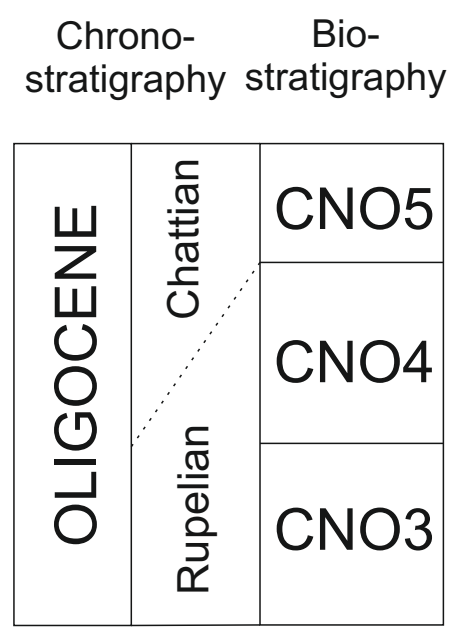 Chrono-
stratigraphy
Bio-
stratigraphy
OLIGOCENE
Chattian
Rupelian
CNO5
CNO4
CNO3